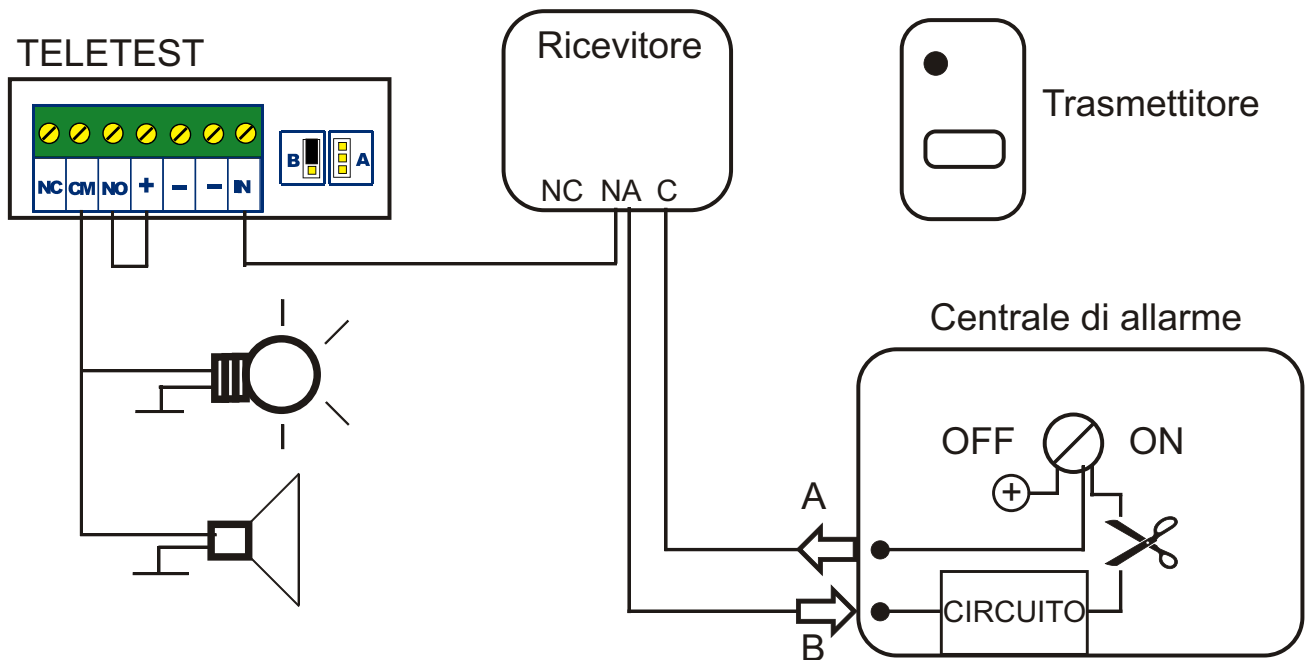 TELETEST
NC CM NO + - - IN
B A
Ricevitore
NC NA C
Trasmettitore
Centrale di allarme
OFF ON
+
A
B
CIRCUITO